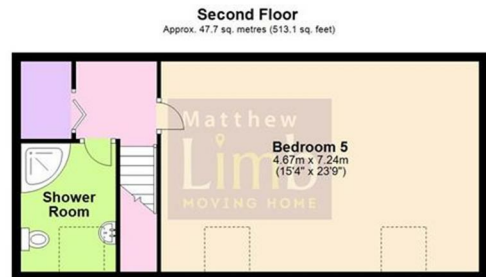 Second Floor
Approx. 47.7 sq. metres (513.1 sq. feet)
Matthew
Limb
MOVING HOME
Bedroom 5
4.67m x 7.24m
(15'4" x 23'9")
Shower
Room